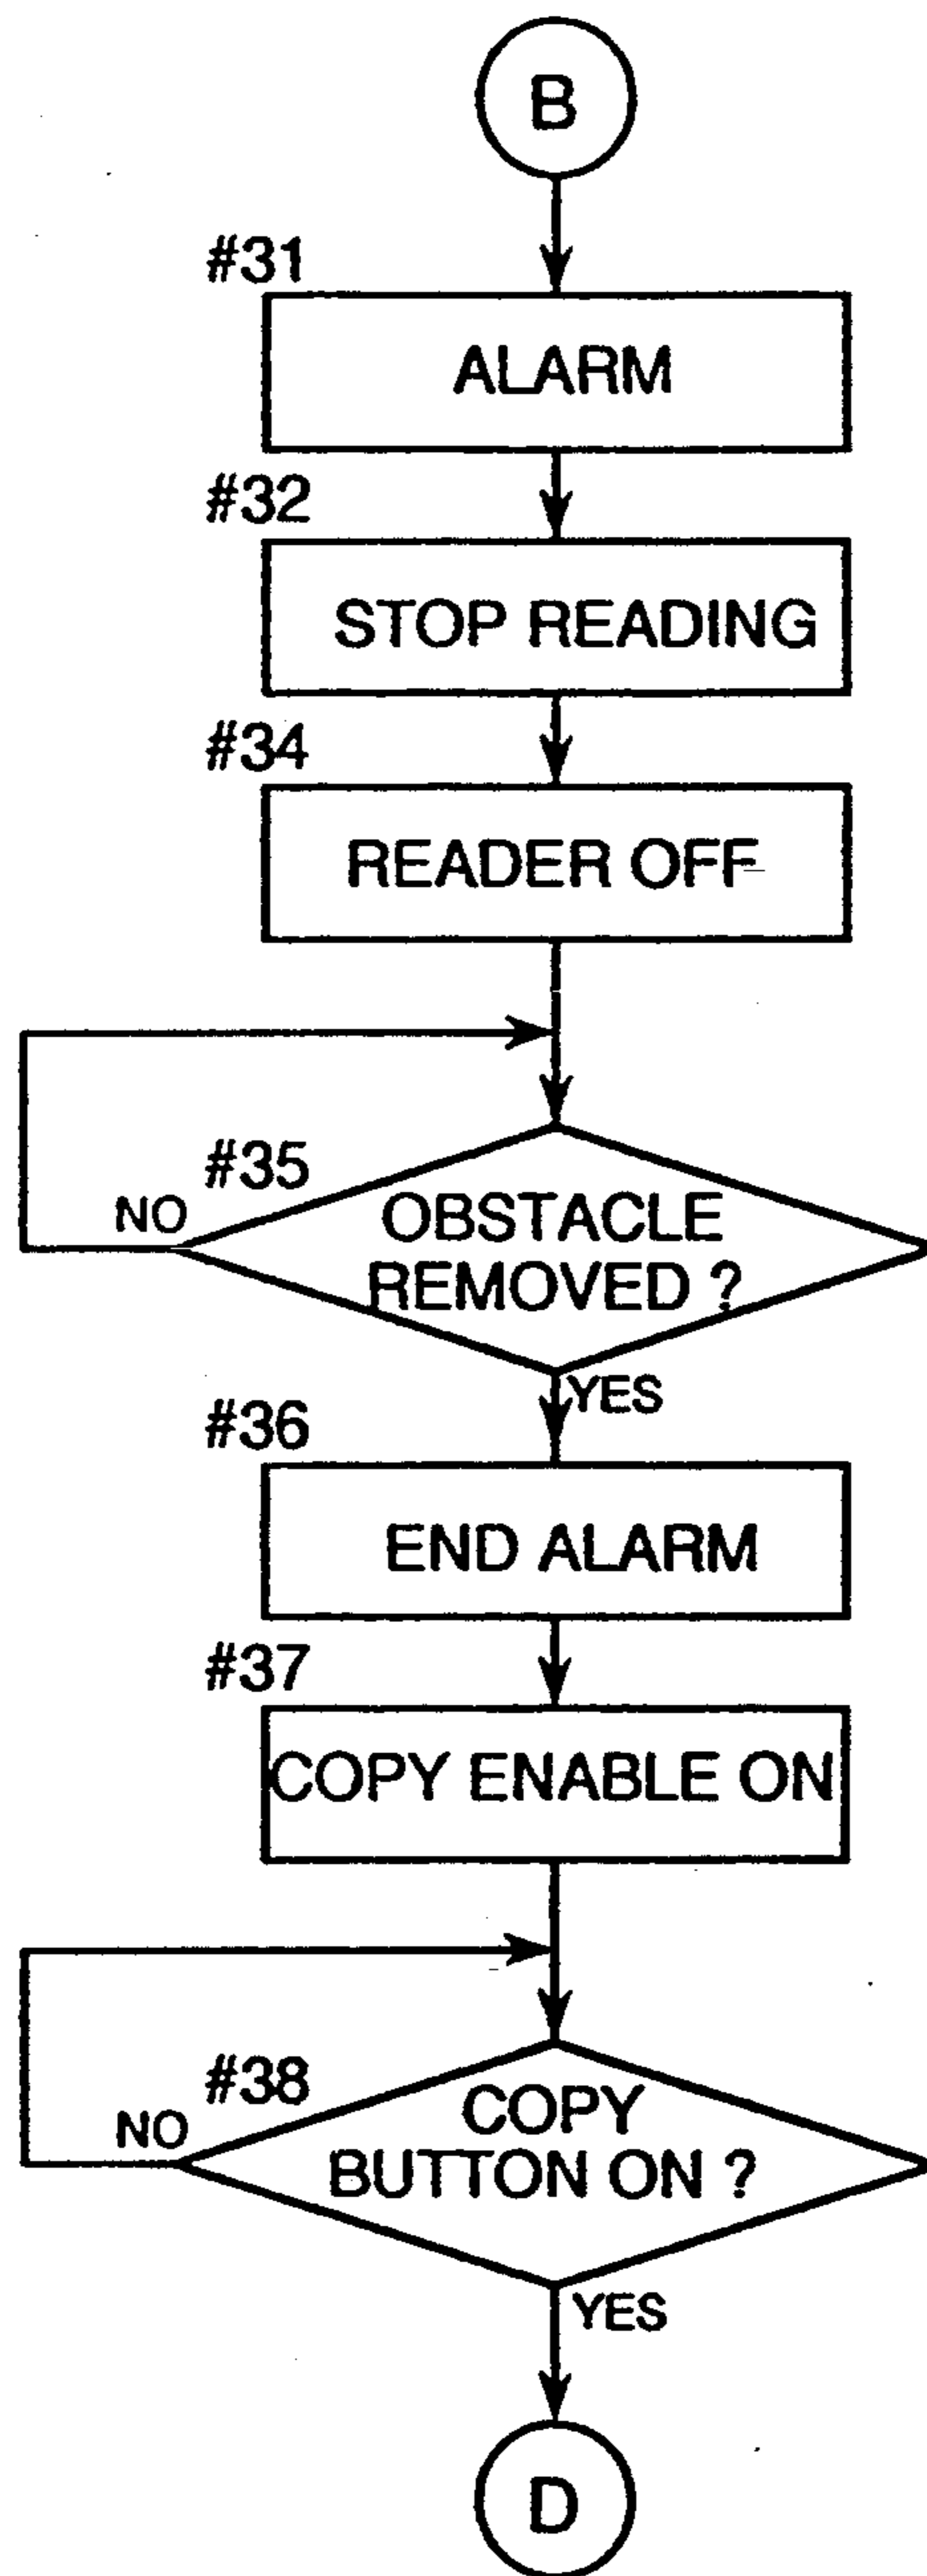 B
#31
ALARM
#32
STOP READING
#34
READER OFF
#35
NO
OBSTACLE
REMOVED ?
YES
#36
END ALARM
#37
COPY ENABLE ON
#38
NO
COPY
BUTTON ON ?
YES
D